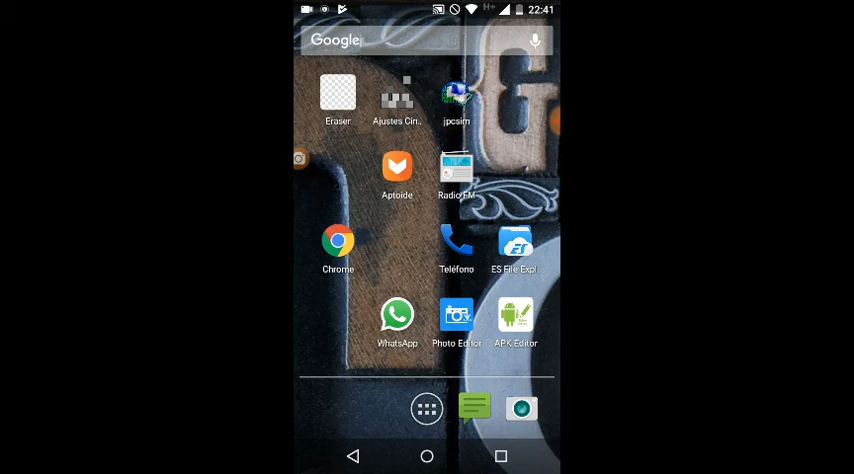 H+ 22:41
Google
Eraser
Ajustes Cin..
jpcsim
Aptoide
Radio FM
Chrome
Teléfono
ES File Expl.
WhatsApp
Photo Editor
APK Editor